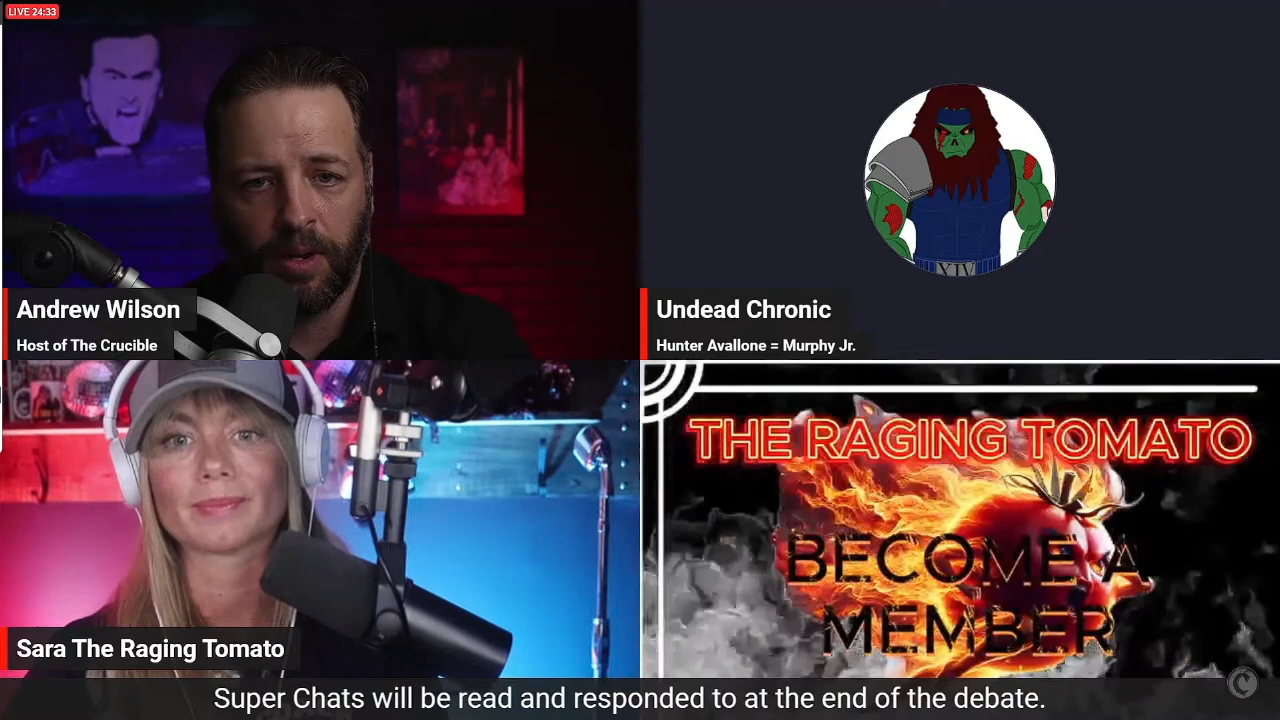 LIVE 24:33
Andrew Wilson
Host of The Crucible
Undead Chronic
XIV
Hunter Avallone = Murphy Jr.
THE RAGING TOMATO
BECOME A
MEMBER
Sara The Raging Tomato
Super Chats will be read and responded to at the end of the debate.